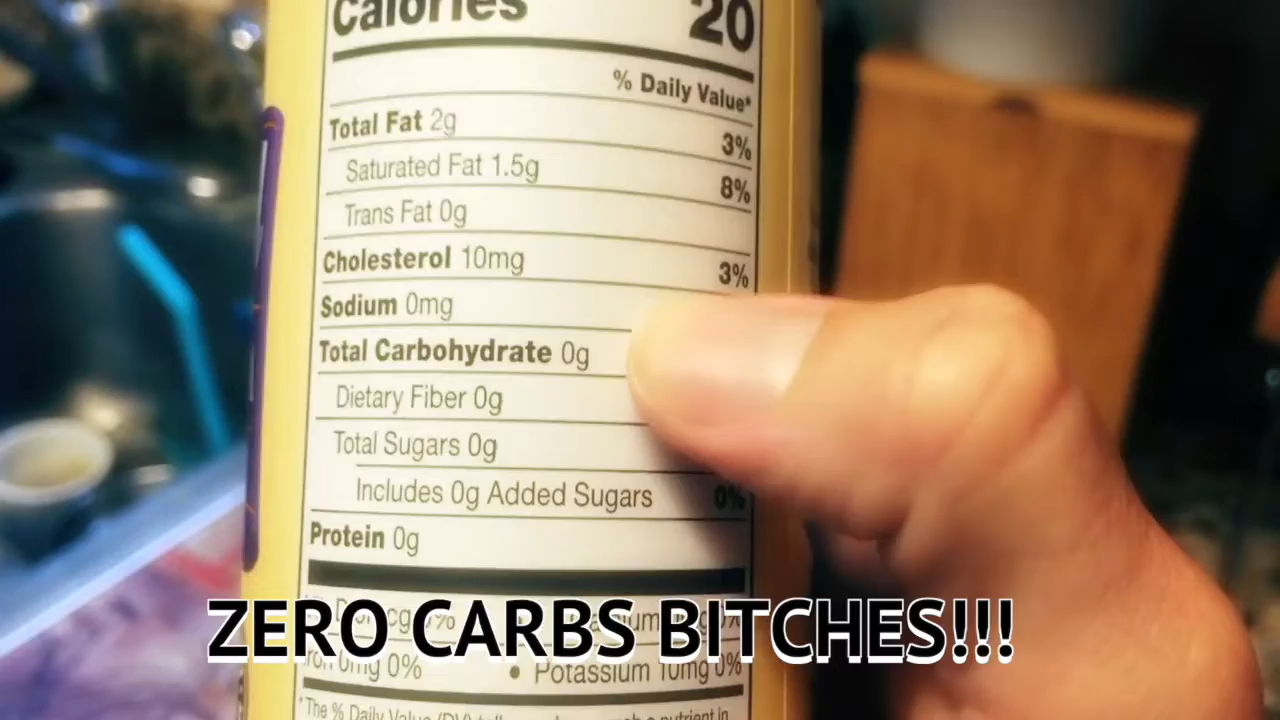 Calories 20
% Daily Value*
Total Fat 2g 3%
Saturated Fat 1.5g 8%
Trans Fat 0g
Cholesterol 10mg 3%
Sodium 0mg
Total Carbohydrate 0g
Dietary Fiber 0g
Total Sugars 0g
Includes 0g Added Sugars 0%
Protein 0g
ZERO CARBS BITCHES!!!
0mg 0% • Potassium 10mg 0%
*The % Daily Value (DV)
nutrient in